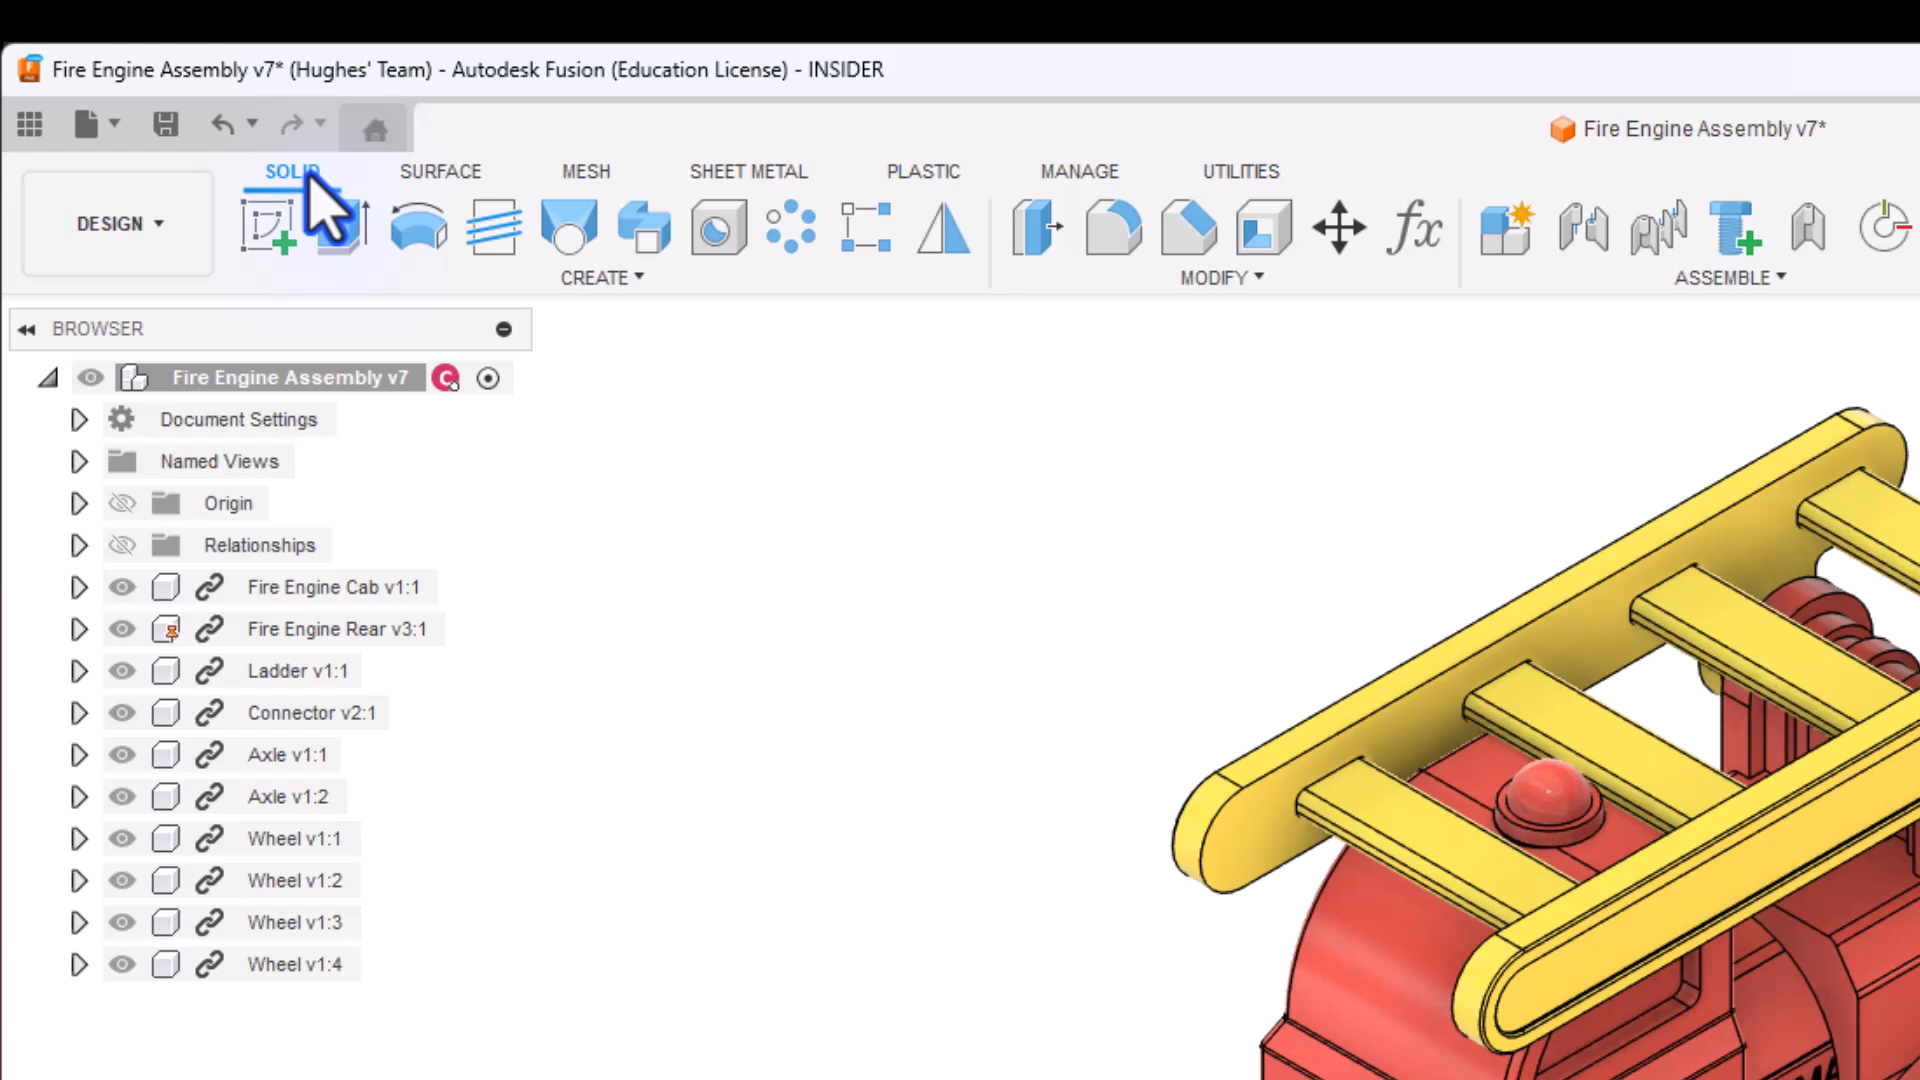 Fire Engine Assembly v7* (Hughes' Team) - Autodesk Fusion (Education License) - INSIDER
Fire Engine Assembly v7*
SOLID SURFACE MESH SHEET METAL PLASTIC MANAGE UTILITIES
DESIGN
fx
CREATE MODIFY ASSEMBLE
BROWSER
Fire Engine Assembly v7 C
Document Settings
Named Views
Origin
Relationships
Fire Engine Cab v1:1
Fire Engine Rear v3:1
Ladder v1:1
Connector v2:1
Axle v1:1
Axle v1:2
Wheel v1:1
Wheel v1:2
Wheel v1:3
Wheel v1:4